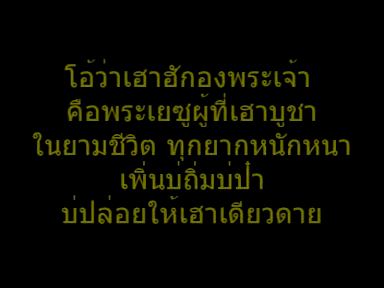 โอ้ว่าเฮาฮักองพระเจ้า
คือพระเยซูผู้ที่เฮาบูชา
ในยามชีวิต ทุกยากหนักหนา
เพิ่นบ่ถิ่มบ่ป๋า
บ่ปล่อยให้เฮาเดียวดาย